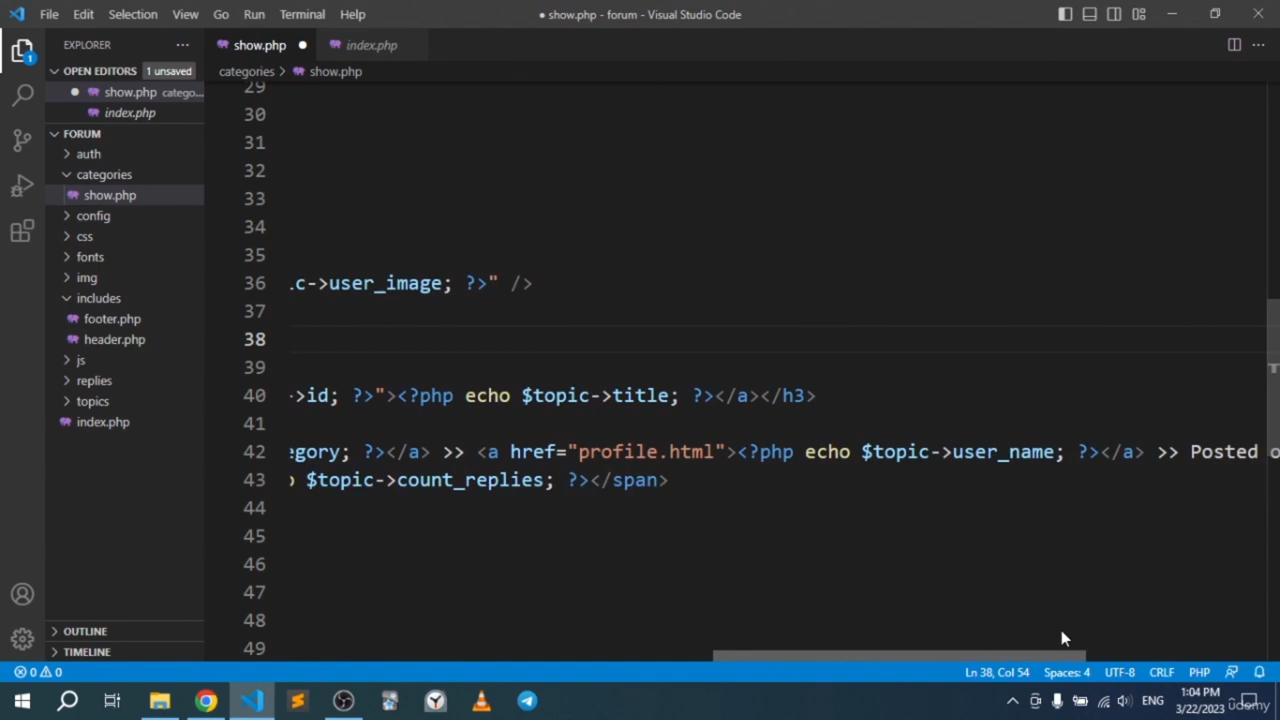 File Edit Selection View Go Run Terminal Help
● show.php - forum - Visual Studio Code
EXPLORER
show.php
index.php
OPEN EDITORS
1 unsaved
categories > show.php
show.php catego...
index.php
FORUM
auth
categories
show.php
config
css
fonts
img
includes
footer.php
header.php
js
replies
topics
index.php
OUTLINE
TIMELINE
29
30
31
32
33
34
35
36 c->user_image; ?>" />
37
38
39
40 ->id; ?>"><?php echo $topic->title; ?></a></h3>
41
42 egory; ?></a> >> <a href="profile.html"><?php echo $topic->user_name; ?></a> >> Posted o
43 $topic->count_replies; ?></span>
44
45
46
47
48
49
1
0 0
Ln 38, Col 54 Spaces: 4 UTF-8 CRLF PHP
ENG
1:04 PM
3/22/2023
udemy